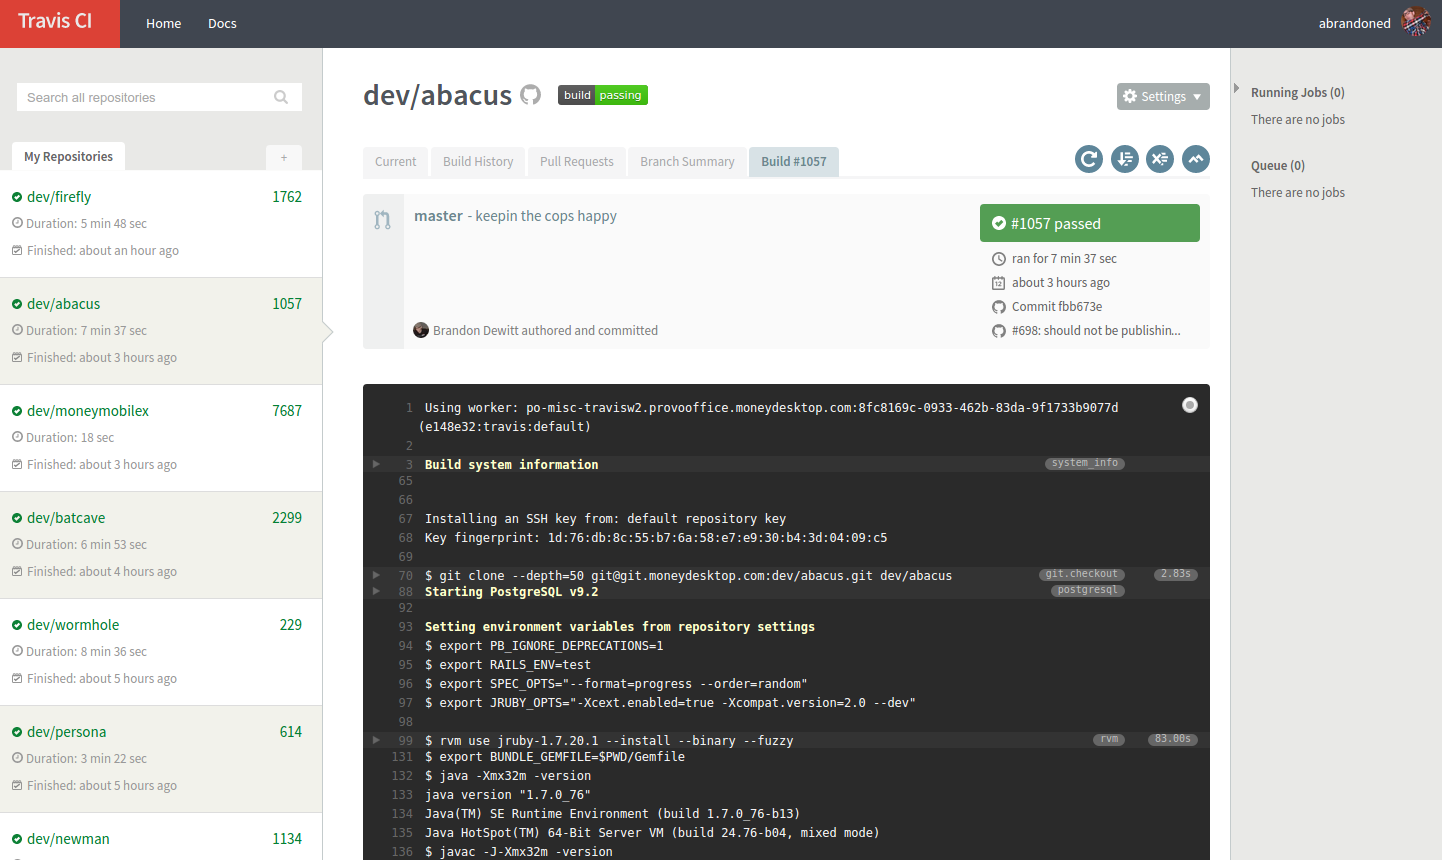 Travis CI
Home
Docs
abrandoned
Search all repositories
My Repositories
+
dev/firefly 1762
Duration: 5 min 48 sec
Finished: about an hour ago
dev/abacus 1057
Duration: 7 min 37 sec
Finished: about 3 hours ago
dev/moneymobilex 7687
Duration: 18 sec
Finished: about 3 hours ago
dev/batcave 2299
Duration: 6 min 53 sec
Finished: about 4 hours ago
dev/wormhole 229
Duration: 8 min 36 sec
Finished: about 5 hours ago
dev/persona 614
Duration: 3 min 22 sec
Finished: about 5 hours ago
dev/newman 1134
dev/abacus
build passing
Settings
Current
Build History
Pull Requests
Branch Summary
Build #1057
master - keepin the cops happy
Brandon Dewitt authored and committed
#1057 passed
ran for 7 min 37 sec
12
about 3 hours ago
Commit fbb673e
#698: should not be publishin...
1 Using worker: po-misc-travisw2.provooffice.moneydesktop.com:8fc8169c-0933-462b-83da-9f1733b9077d
(e148e32:travis:default)
2
3 Build system information system_info
65
66
67 Installing an SSH key from: default repository key
68 Key fingerprint: 1d:76:db:8c:55:b7:6a:58:e7:e9:30:b4:3d:04:09:c5
69
70 $ git clone --depth=50 git@git.moneydesktop.com:dev/abacus.git dev/abacus git.checkout 2.83s
88 Starting PostgreSQL v9.2 postgresql
92
93 Setting environment variables from repository settings
94 $ export PB_IGNORE_DEPRECATIONS=1
95 $ export RAILS_ENV=test
96 $ export SPEC_OPTS="--format=progress --order=random"
97 $ export JRUBY_OPTS="-Xcext.enabled=true -Xcompat.version=2.0 --dev"
98
99 $ rvm use jruby-1.7.20.1 --install --binary --fuzzy rvm 83.00s
131 $ export BUNDLE_GEMFILE=$PWD/Gemfile
132 $ java -Xmx32m -version
133 java version "1.7.0_76"
134 Java(TM) SE Runtime Environment (build 1.7.0_76-b13)
135 Java HotSpot(TM) 64-Bit Server VM (build 24.76-b04, mixed mode)
136 $ javac -J-Xmx32m -version
Running Jobs (0)
There are no jobs
Queue (0)
There are no jobs